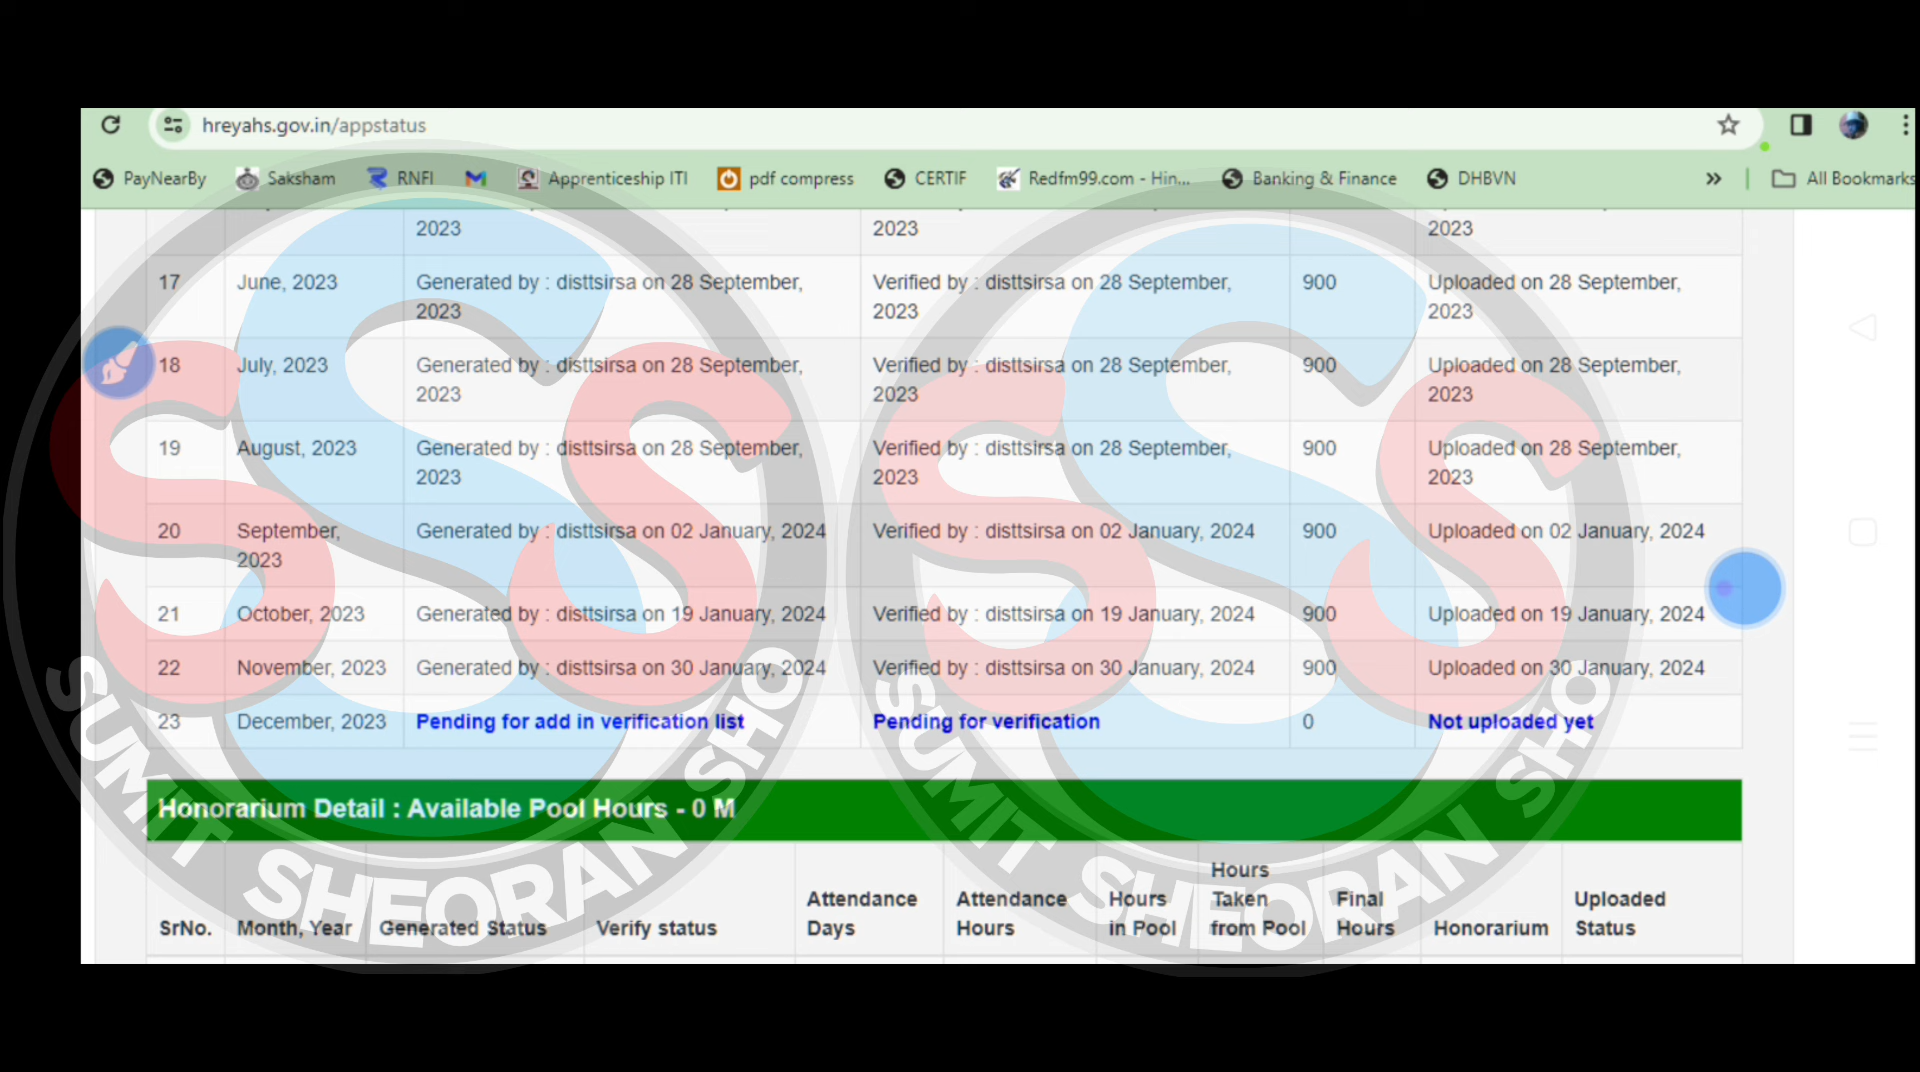 hreyahs.gov.in/appstatus
PayNearBy Saksham RNFI Apprenticeship ITI pdf compress CERTIF Redfm99.com - Hin... Banking & Finance DHBVN » All Bookmarks
2023 2023 2023
17 June, 2023 Generated by : disttsirsa on 28 September, Verified by : disttsirsa on 28 September, 900 Uploaded on 28 September,
2023 2023 2023
18 July, 2023 Generated by : disttsirsa on 28 September, Verified by : disttsirsa on 28 September, 900 Uploaded on 28 September,
2023 2023 2023
19 August, 2023 Generated by : disttsirsa on 28 September, Verified by : disttsirsa on 28 September, 900 Uploaded on 28 September,
2023 2023 2023
20 September, Generated by : disttsirsa on 02 January, 2024 Verified by : disttsirsa on 02 January, 2024 900 Uploaded on 02 January, 2024
2023
21 October, 2023 Generated by : disttsirsa on 19 January, 2024 Verified by : disttsirsa on 19 January, 2024 900 Uploaded on 19 January, 2024
22 November, 2023 Generated by : disttsirsa on 30 January, 2024 Verified by : disttsirsa on 30 January, 2024 900 Uploaded on 30 January, 2024
23 December, 2023 Pending for add in verification list Pending for verification 0 Not uploaded yet
Honorarium Detail : Available Pool Hours - 0 M
Hours
Attendance Attendance Hours Taken Final Uploaded
SrNo. Month, Year Generated Status Verify status Days Hours in Pool from Pool Hours Honorarium Status
SSS
SUMIT SHEORAN SHO
SSS
SUMIT SHEORAN SHO